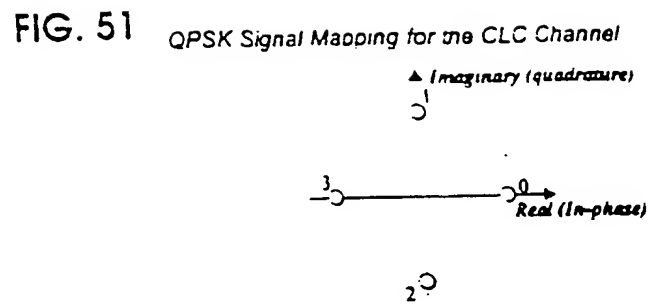 FIG. 51 QPSK Signal Mapping for the CLC Channel
Imaginary (quadrature)
1
3
0
Real (In-phase)
2